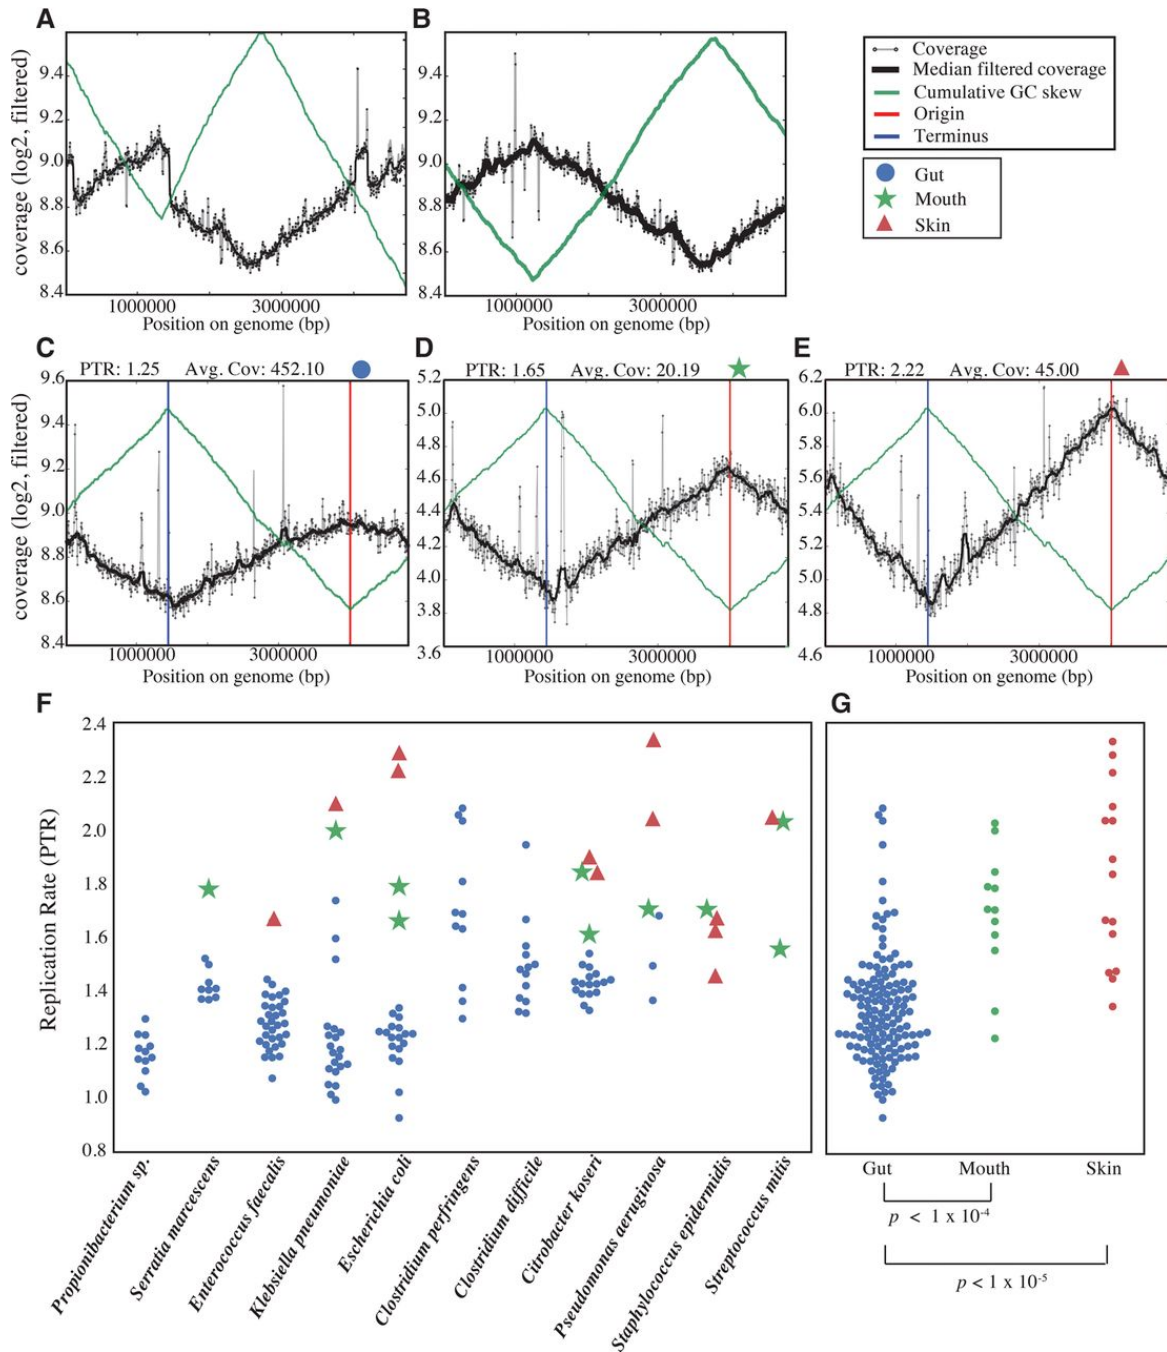 A
B
coverage (log2, filtered)
9.4
9.2
9.0
8.8
8.6
8.4
1000000
3000000
Position on genome (bp)
9.4
9.2
9.0
8.8
8.6
8.4
1000000
3000000
Position on genome (bp)
Coverage
Median filtered coverage
Cumulative GC skew
Origin
Terminus
Gut
Mouth
Skin
C
PTR: 1.25
Avg. Cov: 452.10
coverage (log2, filtered)
9.6
9.4
9.2
9.0
8.8
8.6
8.4
1000000
3000000
Position on genome (bp)
D
PTR: 1.65
Avg. Cov: 20.19
5.2
5.0
4.8
4.6
4.4
4.2
4.0
3.8
3.6
1000000
3000000
Position on genome (bp)
E
PTR: 2.22
Avg. Cov: 45.00
6.2
6.0
5.8
5.6
5.4
5.2
5.0
4.8
4.6
1000000
3000000
Position on genome (bp)
F
Replication Rate (PTR)
2.4
2.2
2.0
1.8
1.6
1.4
1.2
1.0
0.8
Propionibacterium sp.
Serratia marcescens
Enterococcus faecalis
Klebsiella pneumoniae
Escherichia coli
Clostridium perfringens
Clostridium difficile
Citrobacter koseri
Pseudomonas aeruginosa
Staphylococcus epidermidis
Streptococcus mitis
G
Gut
Mouth
Skin
p < 1 x 10⁻⁴
p < 1 x 10⁻⁵